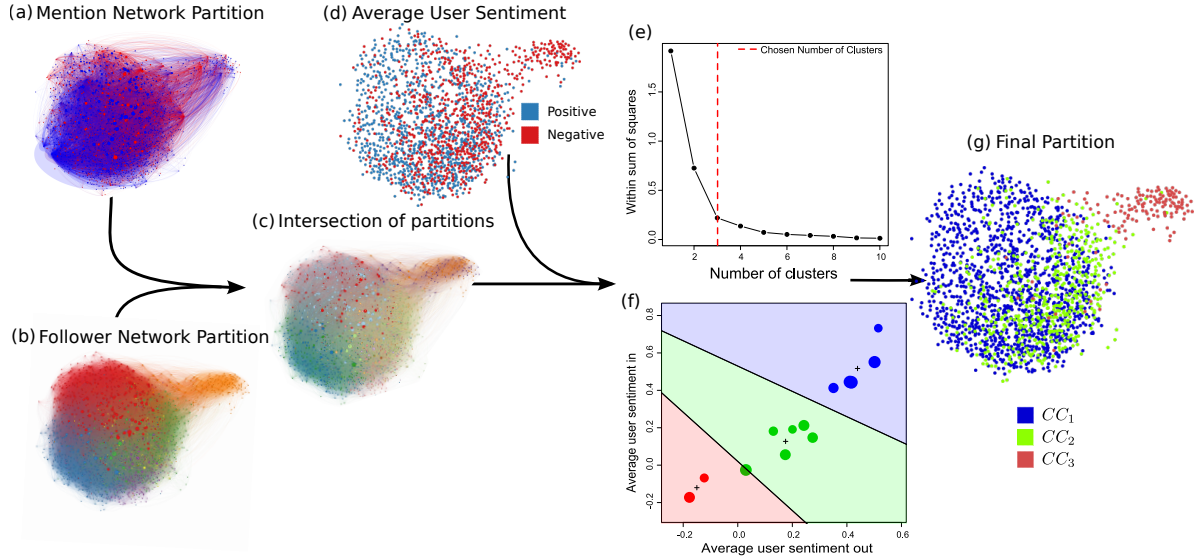 (a) Mention Network Partition
(d) Average User Sentiment
Positive
Negative
(c) Intersection of partitions
(b) Follower Network Partition
(e)
Chosen Number of Clusters
Within sum of squares
0.0
0.5
1.0
1.5
2
4
6
8
10
Number of clusters
(f)
Average user sentiment in
0.8
0.6
0.4
0.2
0.0
-0.2
-0.2
0.0
0.2
0.4
0.6
Average user sentiment out
(g) Final Partition
CC₁
CC₂
CC₃